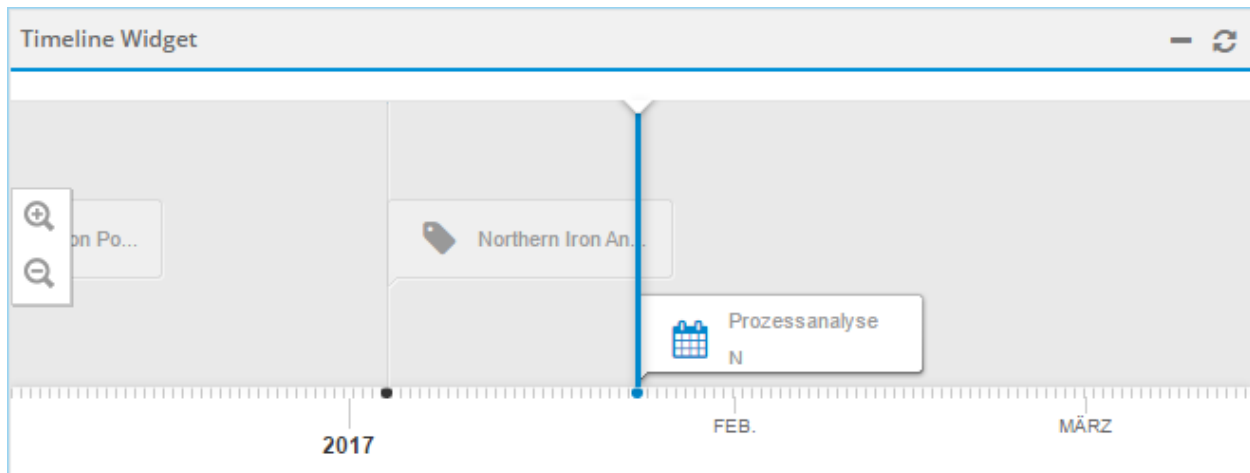 Timeline Widget
on Po...
Northern Iron An...
Prozessanalyse
N
FEB.
MÄRZ
2017